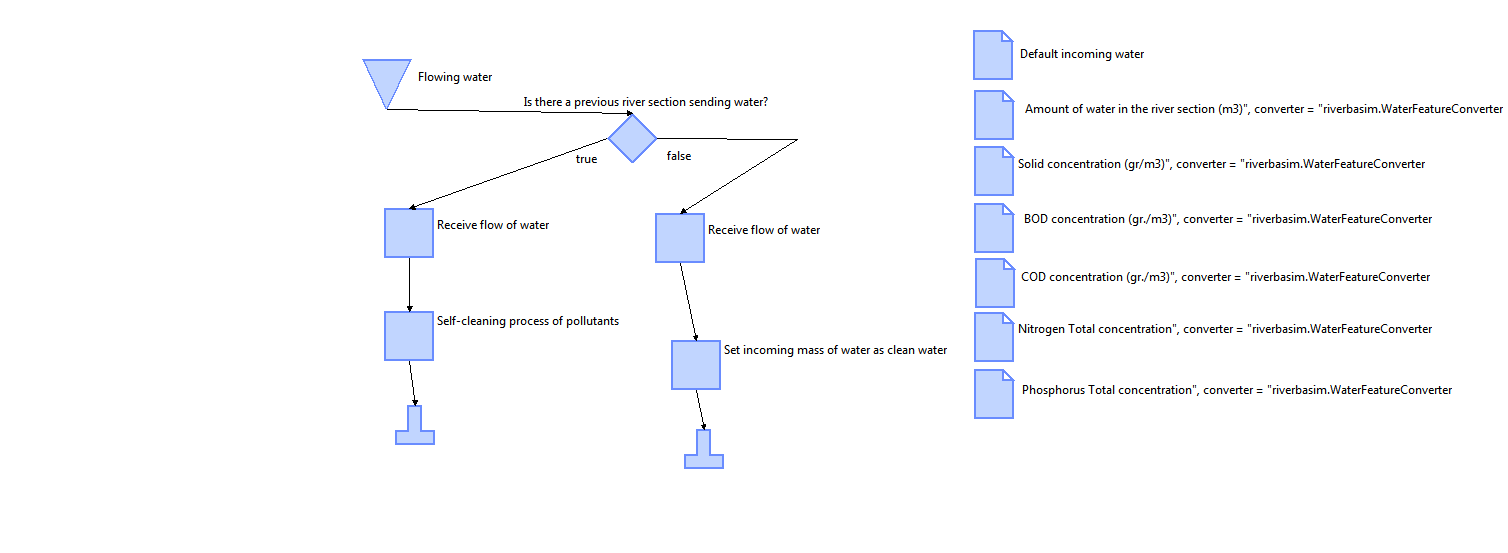 Flowing water
Is there a previous river section sending water?
true
false
Receive flow of water
Receive flow of water
Self-cleaning process of pollutants
Set incoming mass of water as clean water
Default incoming water
Amount of water in the river section (m3)", converter = "riverbasim.WaterFeatureConverter
Solid concentration (gr/m3)", converter = "riverbasim.WaterFeatureConverter
BOD concentration (gr./m3)", converter = "riverbasim.WaterFeatureConverter
COD concentration (gr./m3)", converter = "riverbasim.WaterFeatureConverter
Nitrogen Total concentration", converter = "riverbasim.WaterFeatureConverter
Phosphorus Total concentration", converter = "riverbasim.WaterFeatureConverter